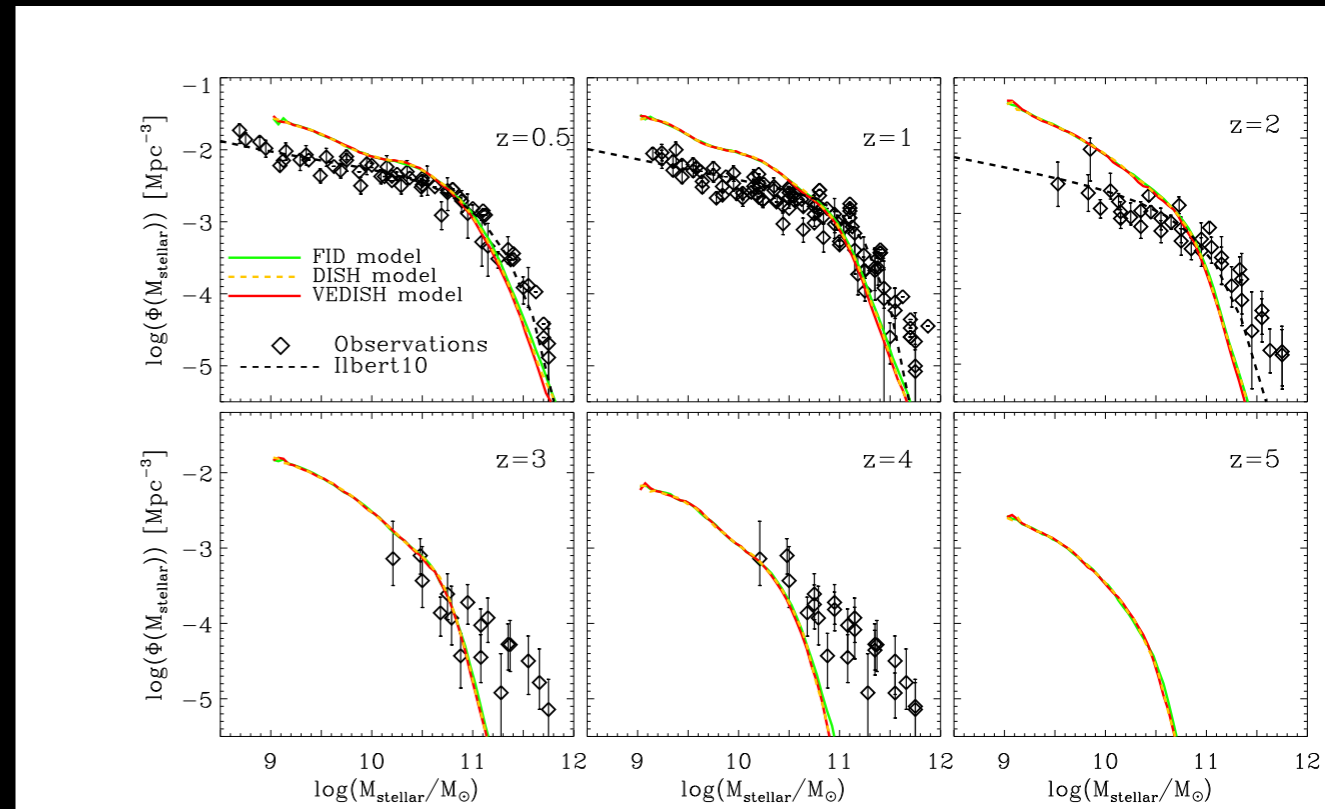 −1
−2
−3
−4
−5
log(Φ(M_stellar)) [Mpc⁻³]
z=0.5
FID model
DISH model
VEDISH model
Observations
Ilbert10
z=1
z=2
−2
−3
−4
−5
log(Φ(M_stellar)) [Mpc⁻³]
z=3
z=4
z=5
9 10 11 12 9 10 11 12 9 10 11 12
log(M_stellar/M_⊙) log(M_stellar/M_⊙) log(M_stellar/M_⊙)